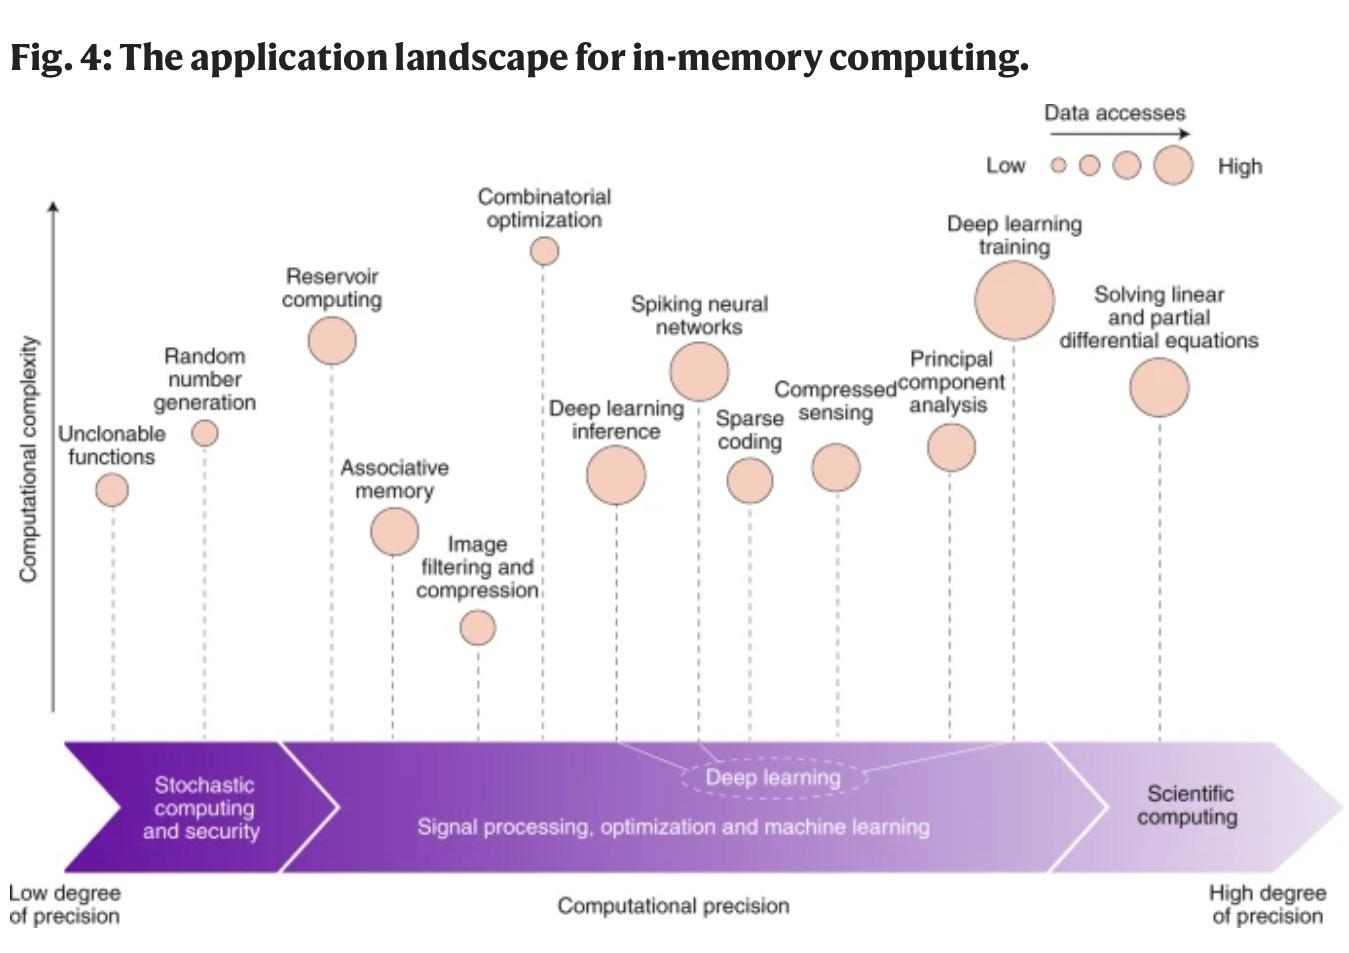 Fig. 4: The application landscape for in-memory computing.
Data accesses
Low
High
Combinatorial
optimization
Deep learning
training
Reservoir
computing
Solving linear
and partial
differential equations
Spiking neural
networks
Random
number
generation
Principal
component
analysis
Compressed
sensing
Deep learning
inference
Sparse
coding
Unclonable
functions
Associative
memory
Image
filtering and
compression
Computational complexity
Deep learning
Stochastic
computing
and security
Signal processing, optimization and machine learning
Scientific
computing
Low degree
of precision
Computational precision
High degree
of precision